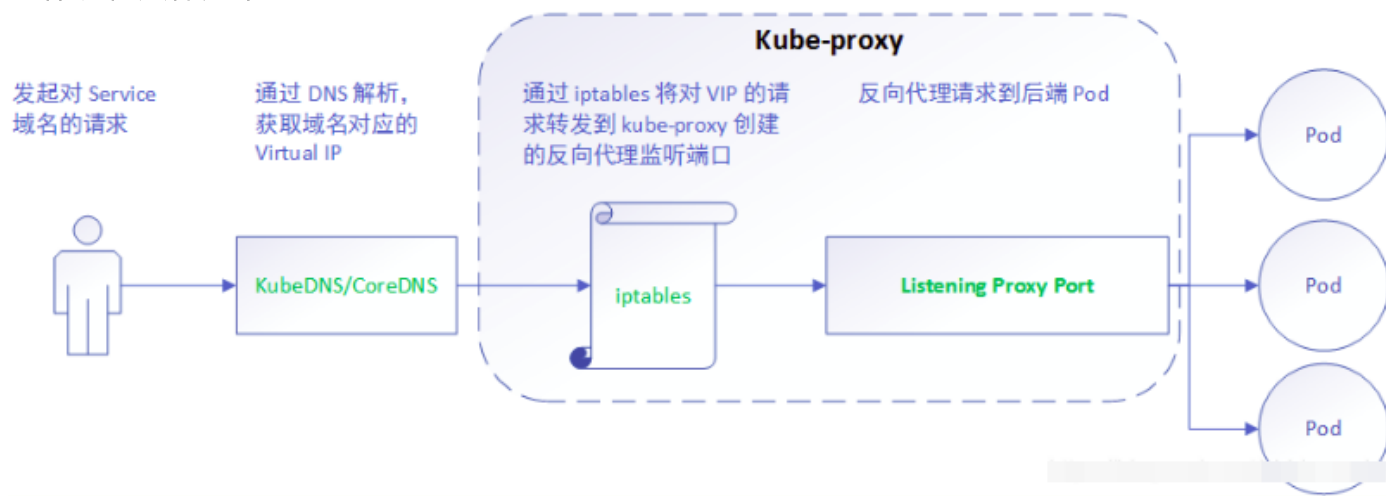 Kube-proxy
发起对 Service
域名的请求
通过 DNS 解析，
获取域名对应的
Virtual IP
通过 iptables 将对 VIP 的请
求转发到 kube-proxy 创建
的反向代理监听端口
反向代理请求到后端 Pod
KubeDNS/CoreDNS
iptables
Listening Proxy Port
Pod
Pod
Pod